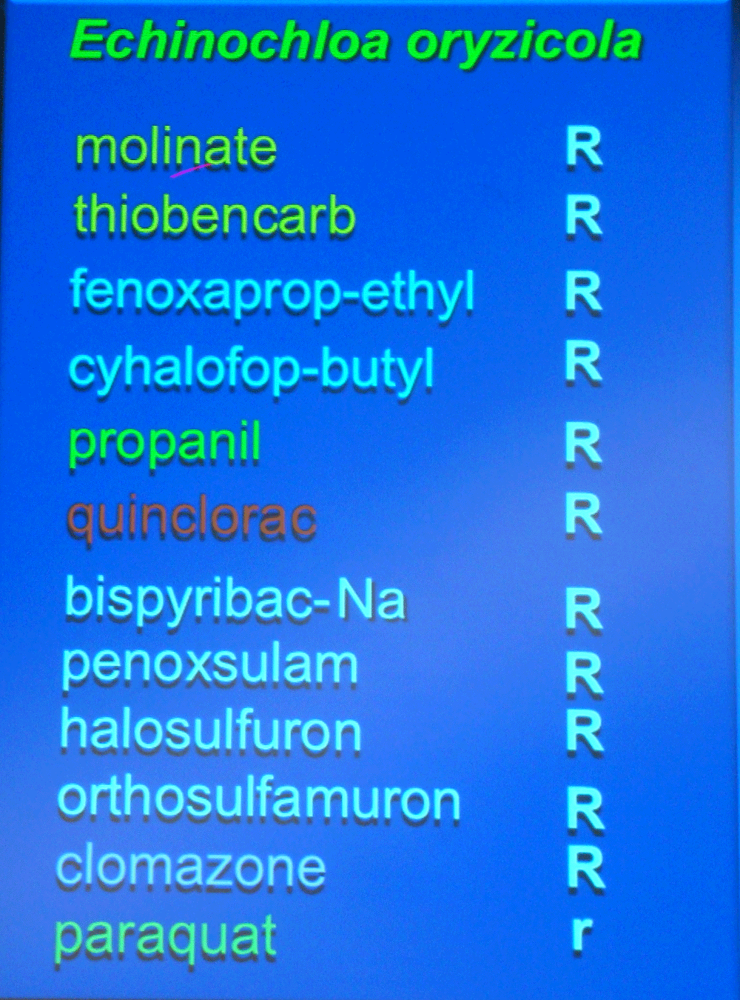 Echinochloa oryzicola
molinate R
thiobencarb R
fenoxaprop-ethyl R
cyhalofop-butyl R
propanil R
quinclorac R
bispyribac-Na R
penoxsulam R
halosulfuron R
orthosulfamuron R
clomazone R
paraquat r